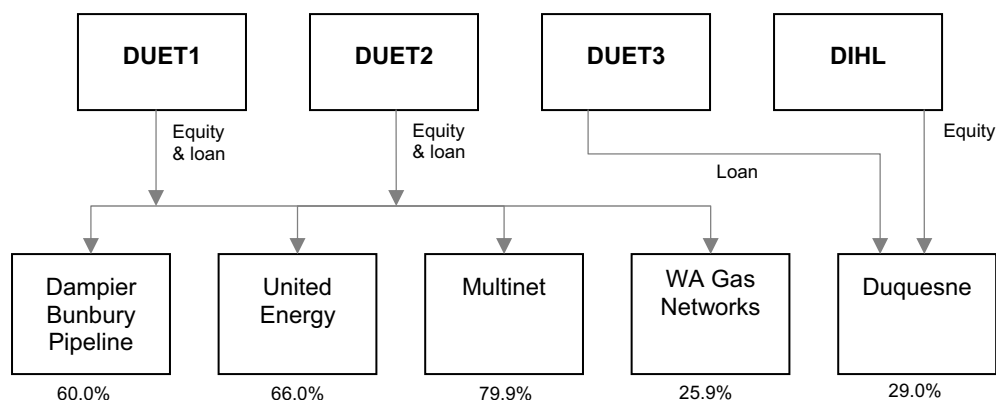 DUET1
DUET2
DUET3
DIHL
Equity
& loan
Equity
& loan
Equity
Loan
Dampier
Bunbury
Pipeline
United
Energy
Multinet
WA Gas
Networks
Duquesne
60.0%
66.0%
79.9%
25.9%
29.0%